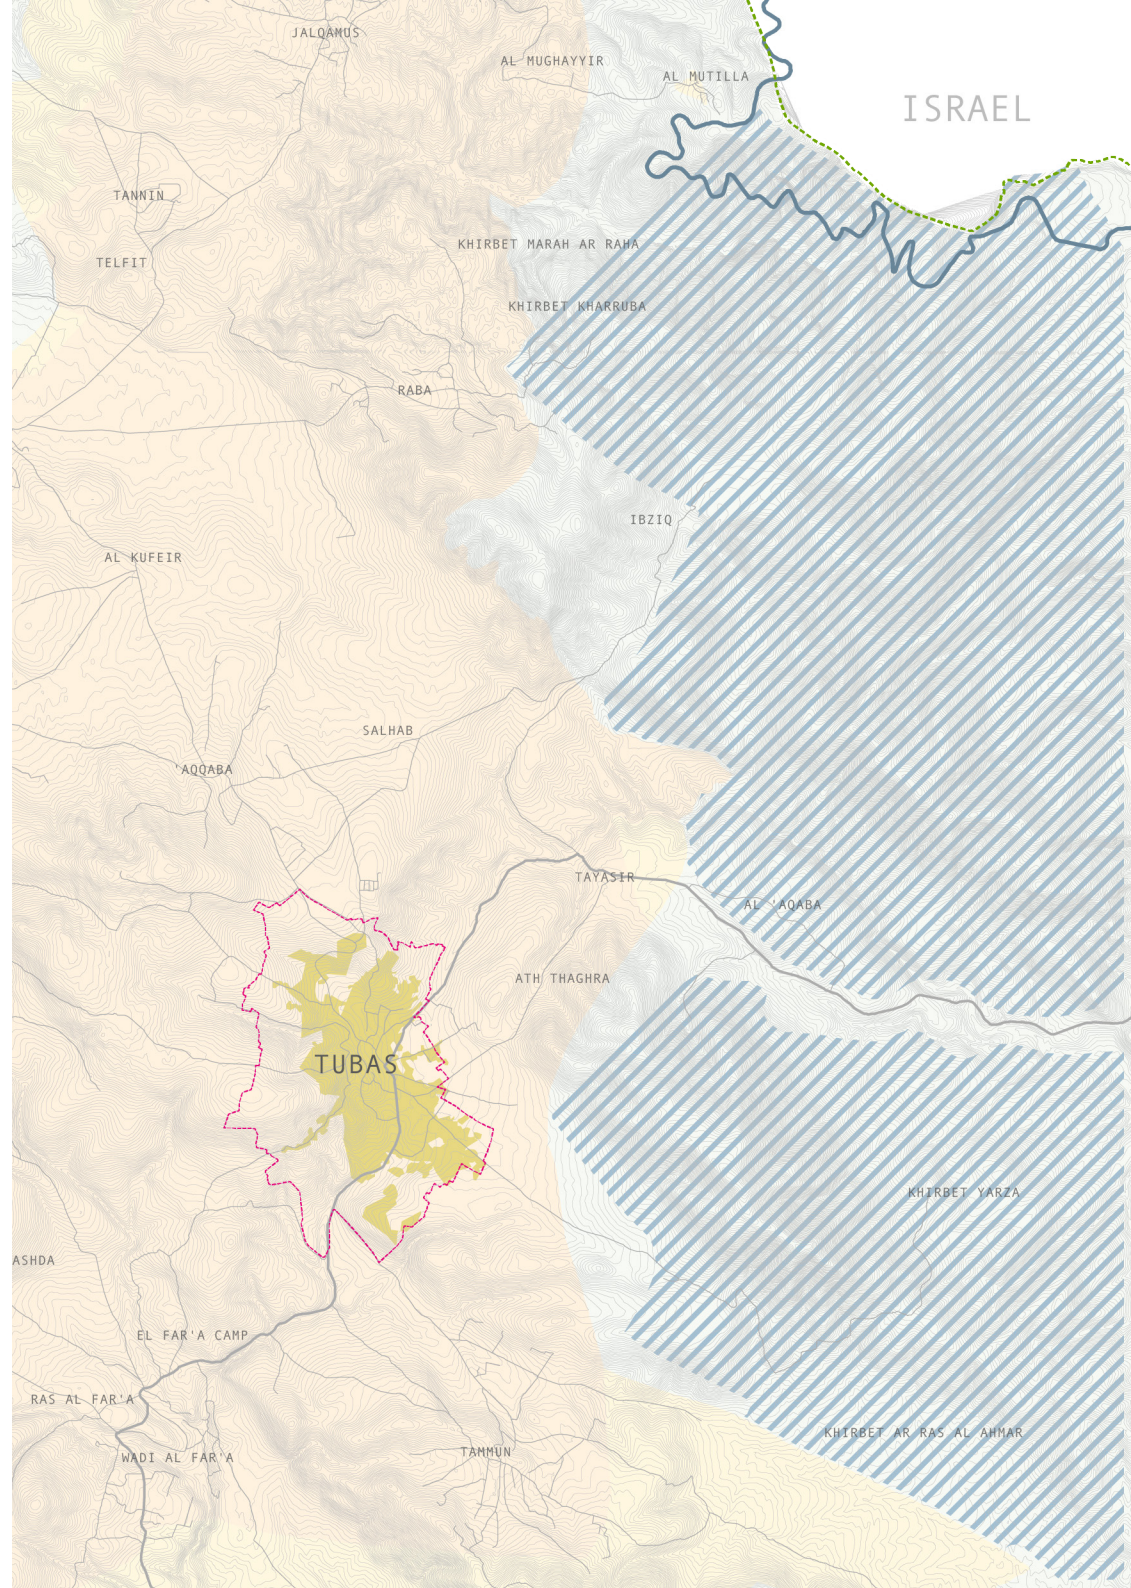 JALQAMUS
AL MUGHAYYIR
AL MUTILLA
ISRAEL
TANNIN
KHIRBET MARAH AR RAHA
TELFIT
KHIRBET KHARRUBA
RABA
IBZIQ
AL KUFEIR
SALHAB
'AQQABA
TAYASIR
AL 'AQABA
ATH THAGHRA
TUBAS
KHIRBET YARZA
ASHDA
EL FAR'A CAMP
RAS AL FAR'A
KHIRBET AR RAS AL AHMAR
TAMMUN
WADI AL FAR'A